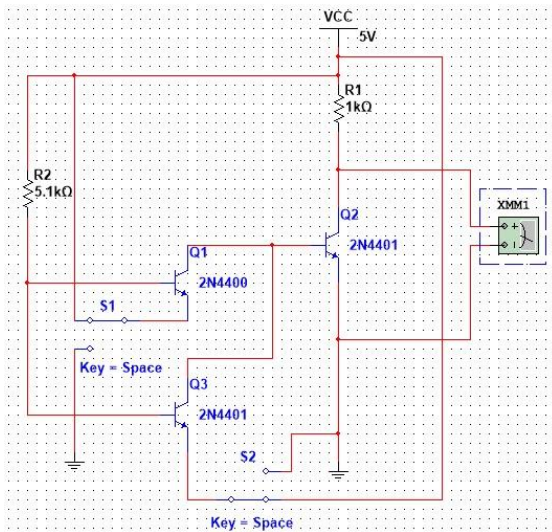 VCC
5V
R1
1kΩ
R2
5.1kΩ
XMM1
Q2
2N4401
Q1
2N4400
S1
Key = Space
Q3
2N4401
S2
Key = Space